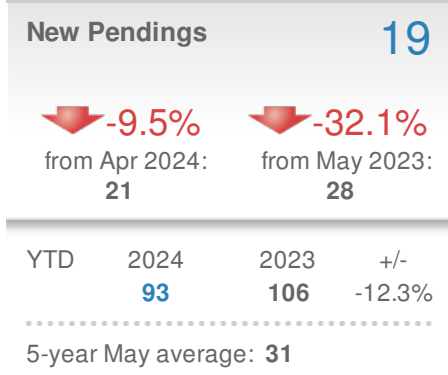 New Pendings 19
-9.5% -32.1%
from Apr 2024: from May 2023:
21 28
YTD 2024 2023 +/-
93 106 -12.3%
5-year May average: 31